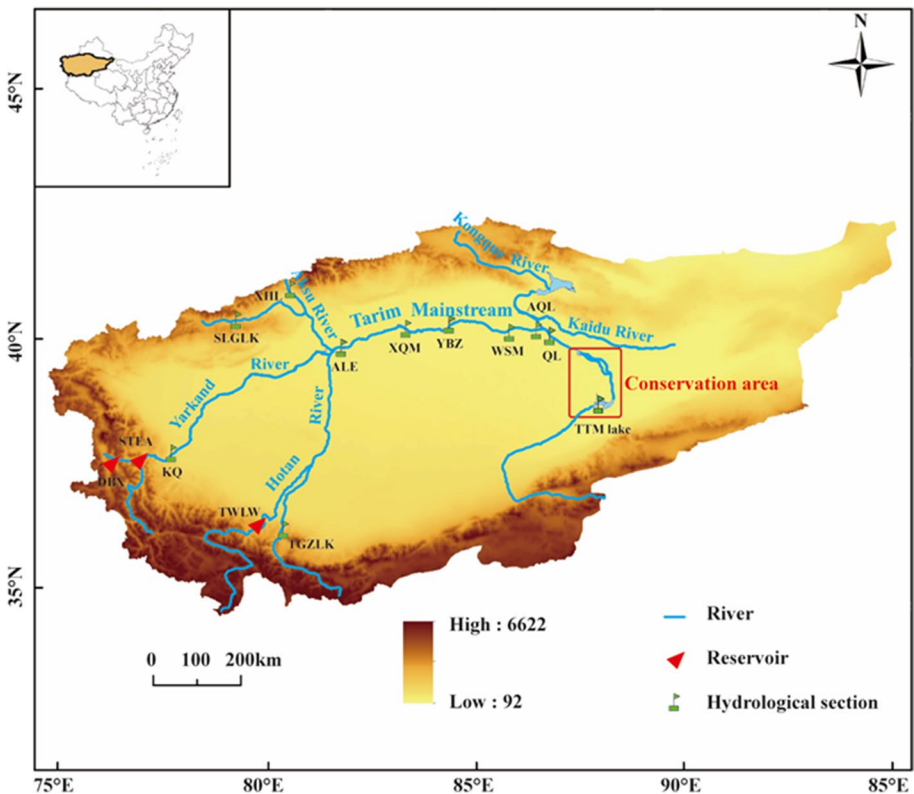 N
45°N
40°N
35°N
Kongque River
AQL
Kaidu River
XHL
Aksu River
SLGLK
Tarim Mainstream
XQM
YBZ
WSM
QL
ALE
Conservation area
TTM lake
Yarkand River
STEA
DBX
KQ
Hotan River
TWLW
TGZLK
0 100 200km
High : 6622
Low : 92
River
Reservoir
Hydrological section
75°E 80°E 85°E 90°E 85°E